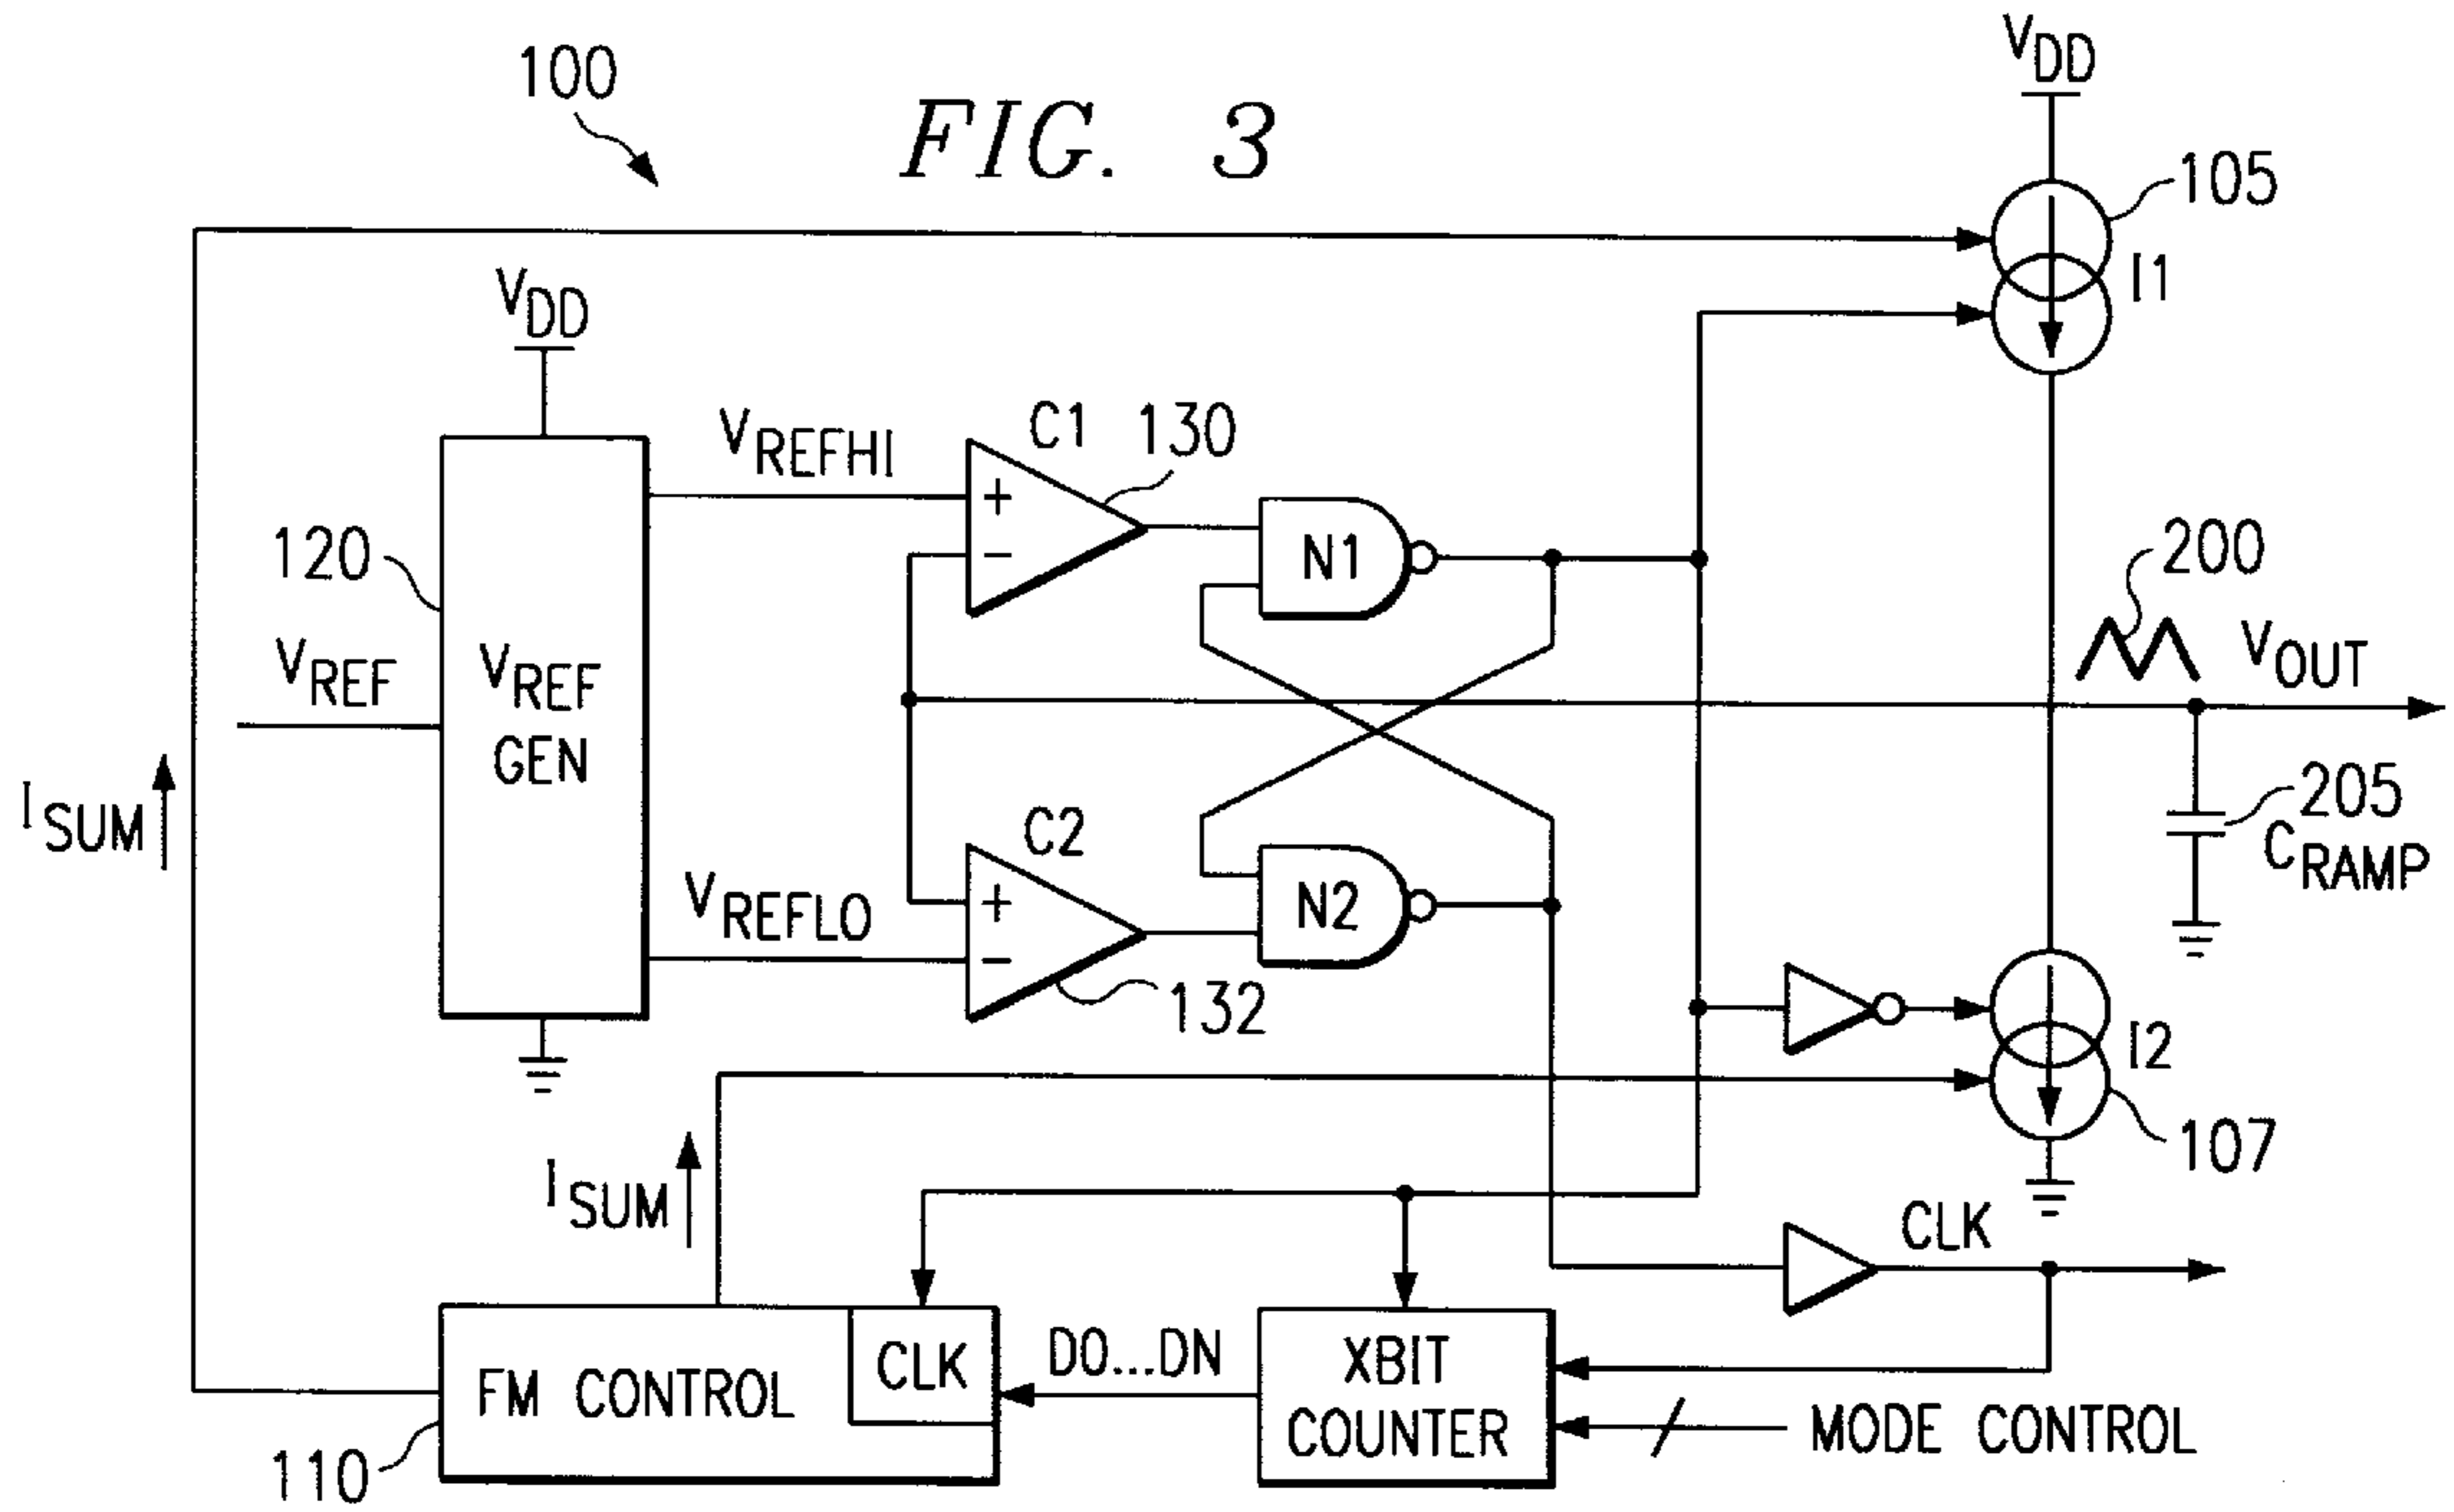 100
FIG. 3
VDD
105
I1
VDD
VREFHI
C1
130
120
N1
200
VREF
VREF
GEN
VOUT
ISUM
205
CRAMP
C2
VREFLO
N2
132
I2
107
ISUM
CLK
FM CONTROL
CLK
D0...DN
XBIT
COUNTER
MODE CONTROL
110
+
−
+
−